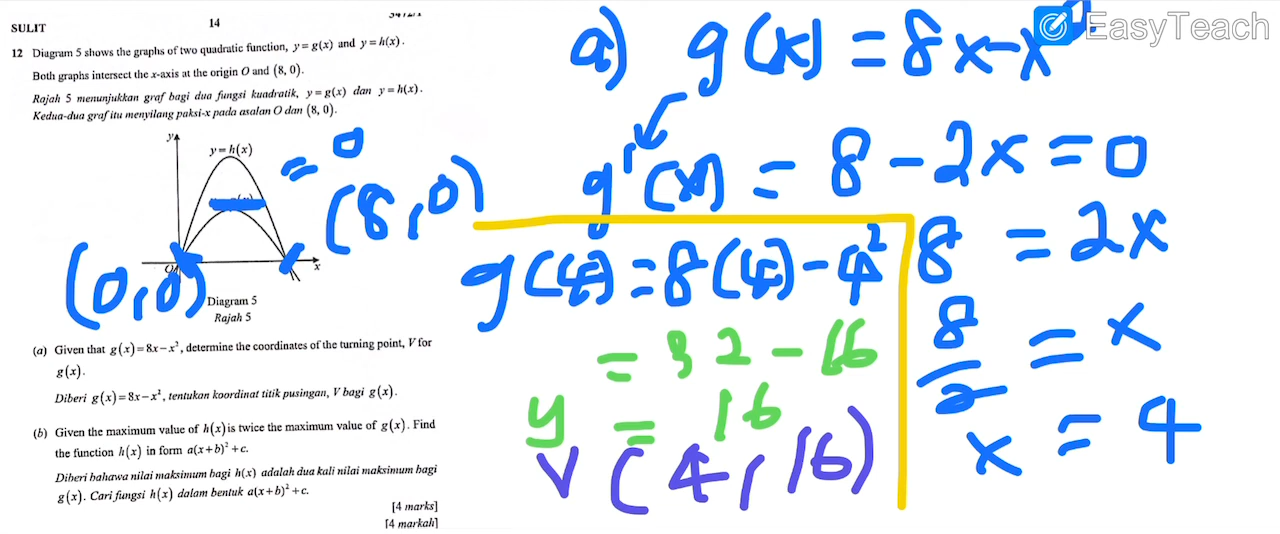 SULIT
14
3472/1
12 Diagram 5 shows the graphs of two quadratic function, y = g(x) and y = h(x).
Both graphs intersect the x-axis at the origin O and (8, 0).
Rajah 5 menunjukkan graf bagi dua fungsi kuadratik, y = g(x) dan y = h(x).
Kedua-dua graf itu menyilang paksi-x pada asalan O dan (8, 0).
y
y = h(x)
= 0
(8, 0)
(0, 0)
O
x
Diagram 5
Rajah 5
(a) Given that g(x) = 8x − x², determine the coordinates of the turning point, V for
g(x).
Diberi g(x) = 8x − x², tentukan koordinat titik pusingan, V bagi g(x).
(b) Given the maximum value of h(x) is twice the maximum value of g(x). Find
the function h(x) in form a(x + b)² + c.
Diberi bahawa nilai maksimum bagi h(x) adalah dua kali nilai maksimum bagi
g(x). Cari fungsi h(x) dalam bentuk a(x + b)² + c.
[4 marks]
[4 markah]
EasyTeach
a) g(x) = 8x − x²
g'(x) = 8 − 2x = 0
8 = 2x
8/2 = x
x = 4
g(4) = 8(4) − 4²
= 32 − 16
y = 16
V (4, 16)